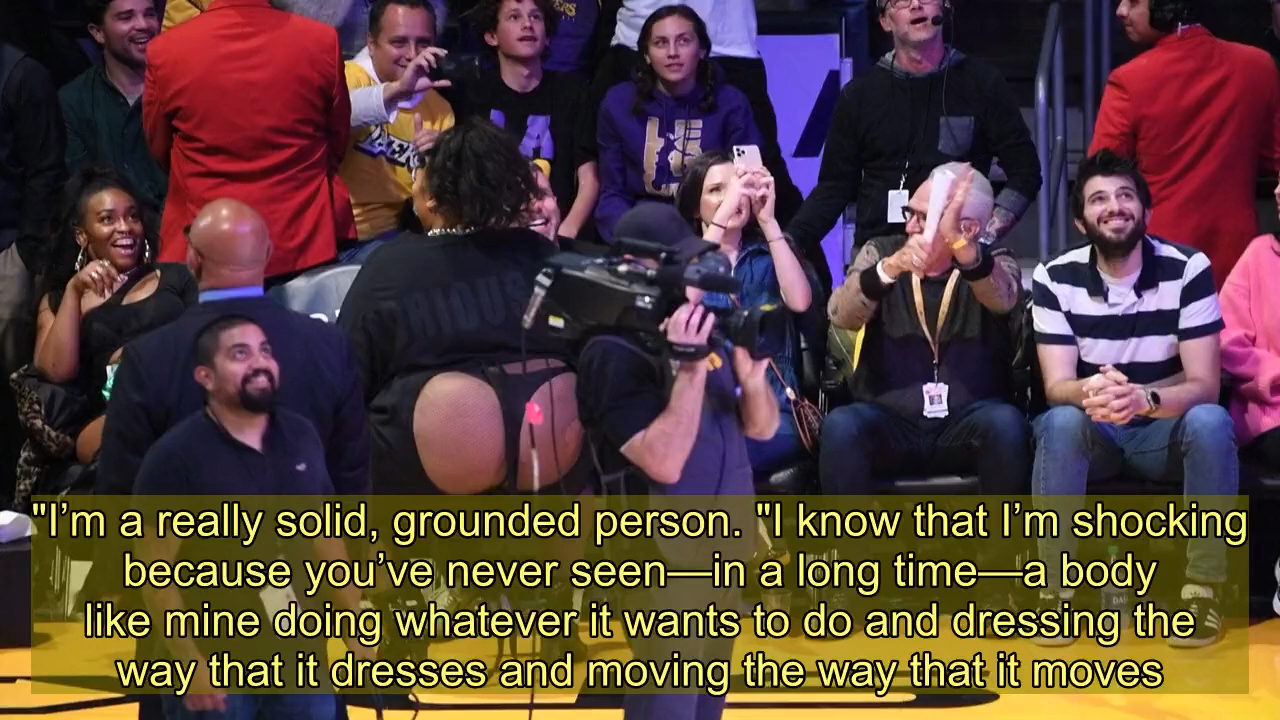 LAKERS
"I’m a really solid, grounded person. "I know that I’m shocking
because you’ve never seen—in a long time—a body
like mine doing whatever it wants to do and dressing the
way that it dresses and moving the way that it moves